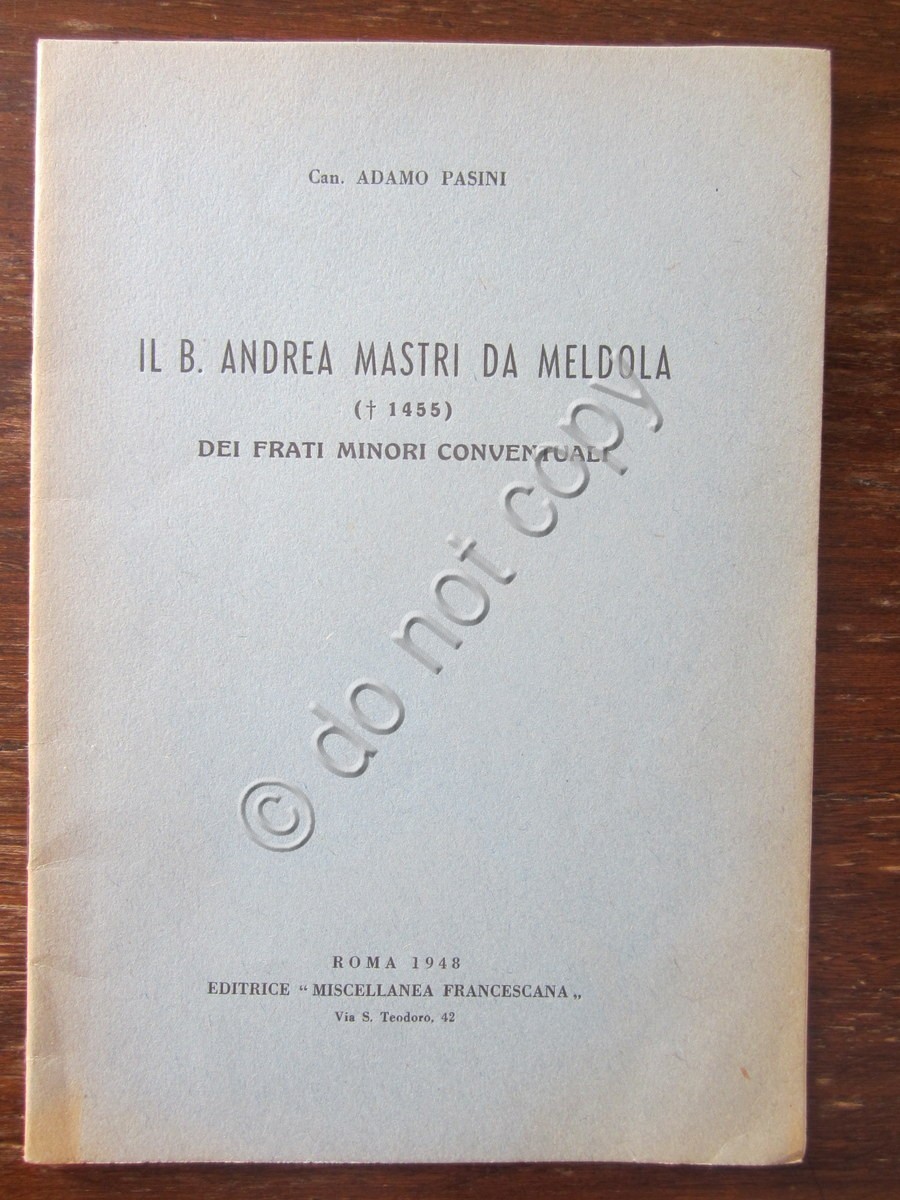 Can. ADAMO PASINI
IL B. ANDREA MASTRI DA MELDOLA
(† 1455)
DEI FRATI MINORI CONVENTUALI
© do not copy
ROMA 1948
EDITRICE “ MISCELLANEA FRANCESCANA „
Via S. Teodoro, 42